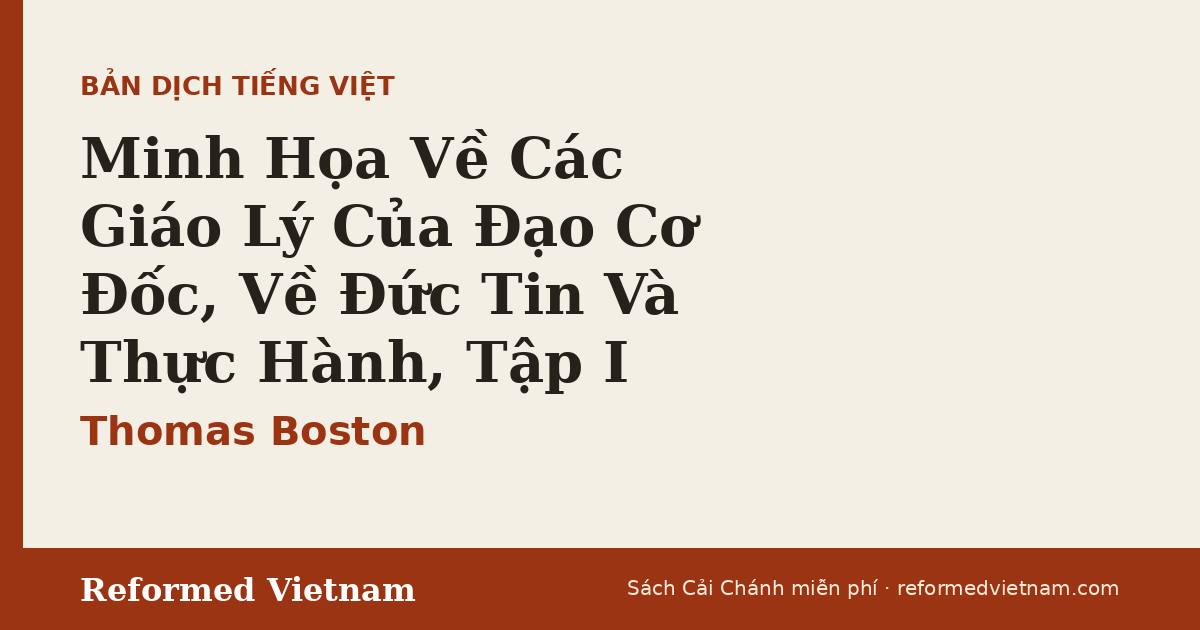 BẢN DỊCH TIẾNG VIỆT
Minh Họa Về Các
Giáo Lý Của Đạo Cơ
Đốc, Về Đức Tin Và
Thực Hành, Tập I
Thomas Boston
Reformed Vietnam
Sách Cải Chánh miễn phí · reformedvietnam.com